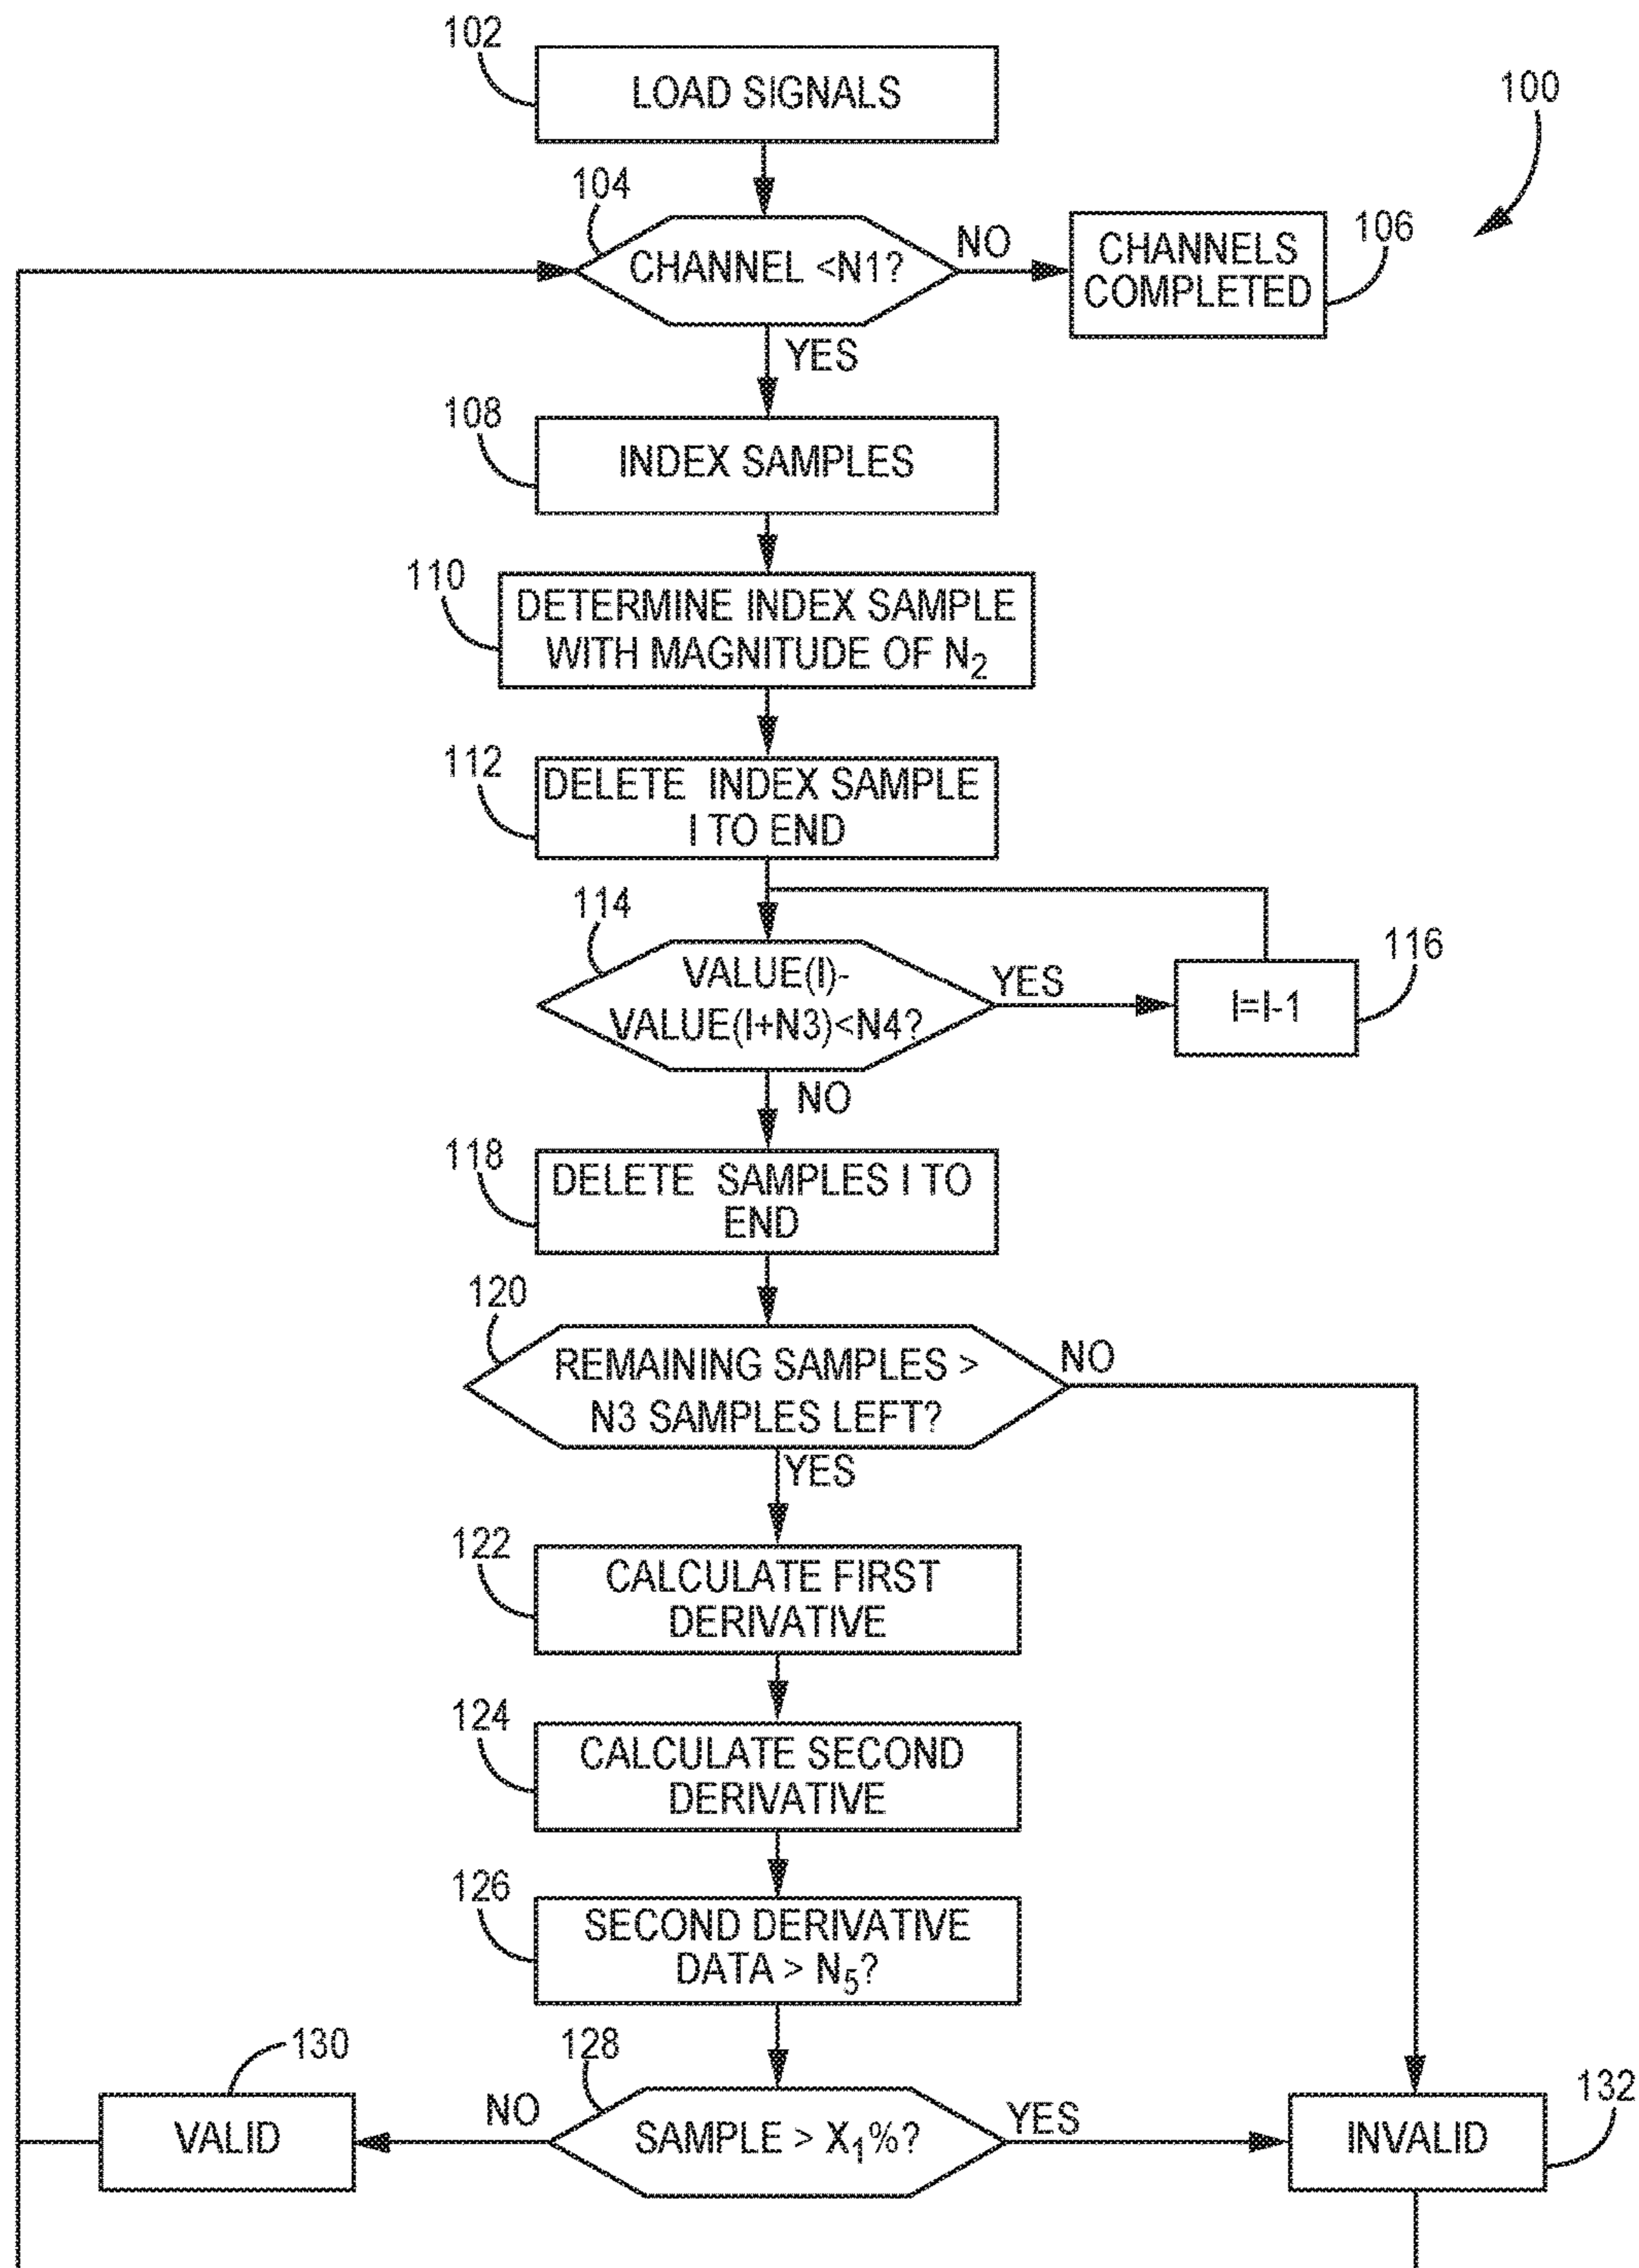 102
LOAD SIGNALS
100
104
CHANNEL <N1?
NO
CHANNELS
COMPLETED
106
YES
108
INDEX SAMPLES
110
DETERMINE INDEX SAMPLE
WITH MAGNITUDE OF N2
112
DELETE INDEX SAMPLE
I TO END
114
VALUE(I)-
VALUE(I+N3)<N4?
YES
I=I-1
116
NO
118
DELETE SAMPLES I TO
END
120
REMAINING SAMPLES >
N3 SAMPLES LEFT?
NO
YES
122
CALCULATE FIRST
DERIVATIVE
124
CALCULATE SECOND
DERIVATIVE
126
SECOND DERIVATIVE
DATA > N5?
130
VALID
NO
128
SAMPLE > X1%?
YES
INVALID
132